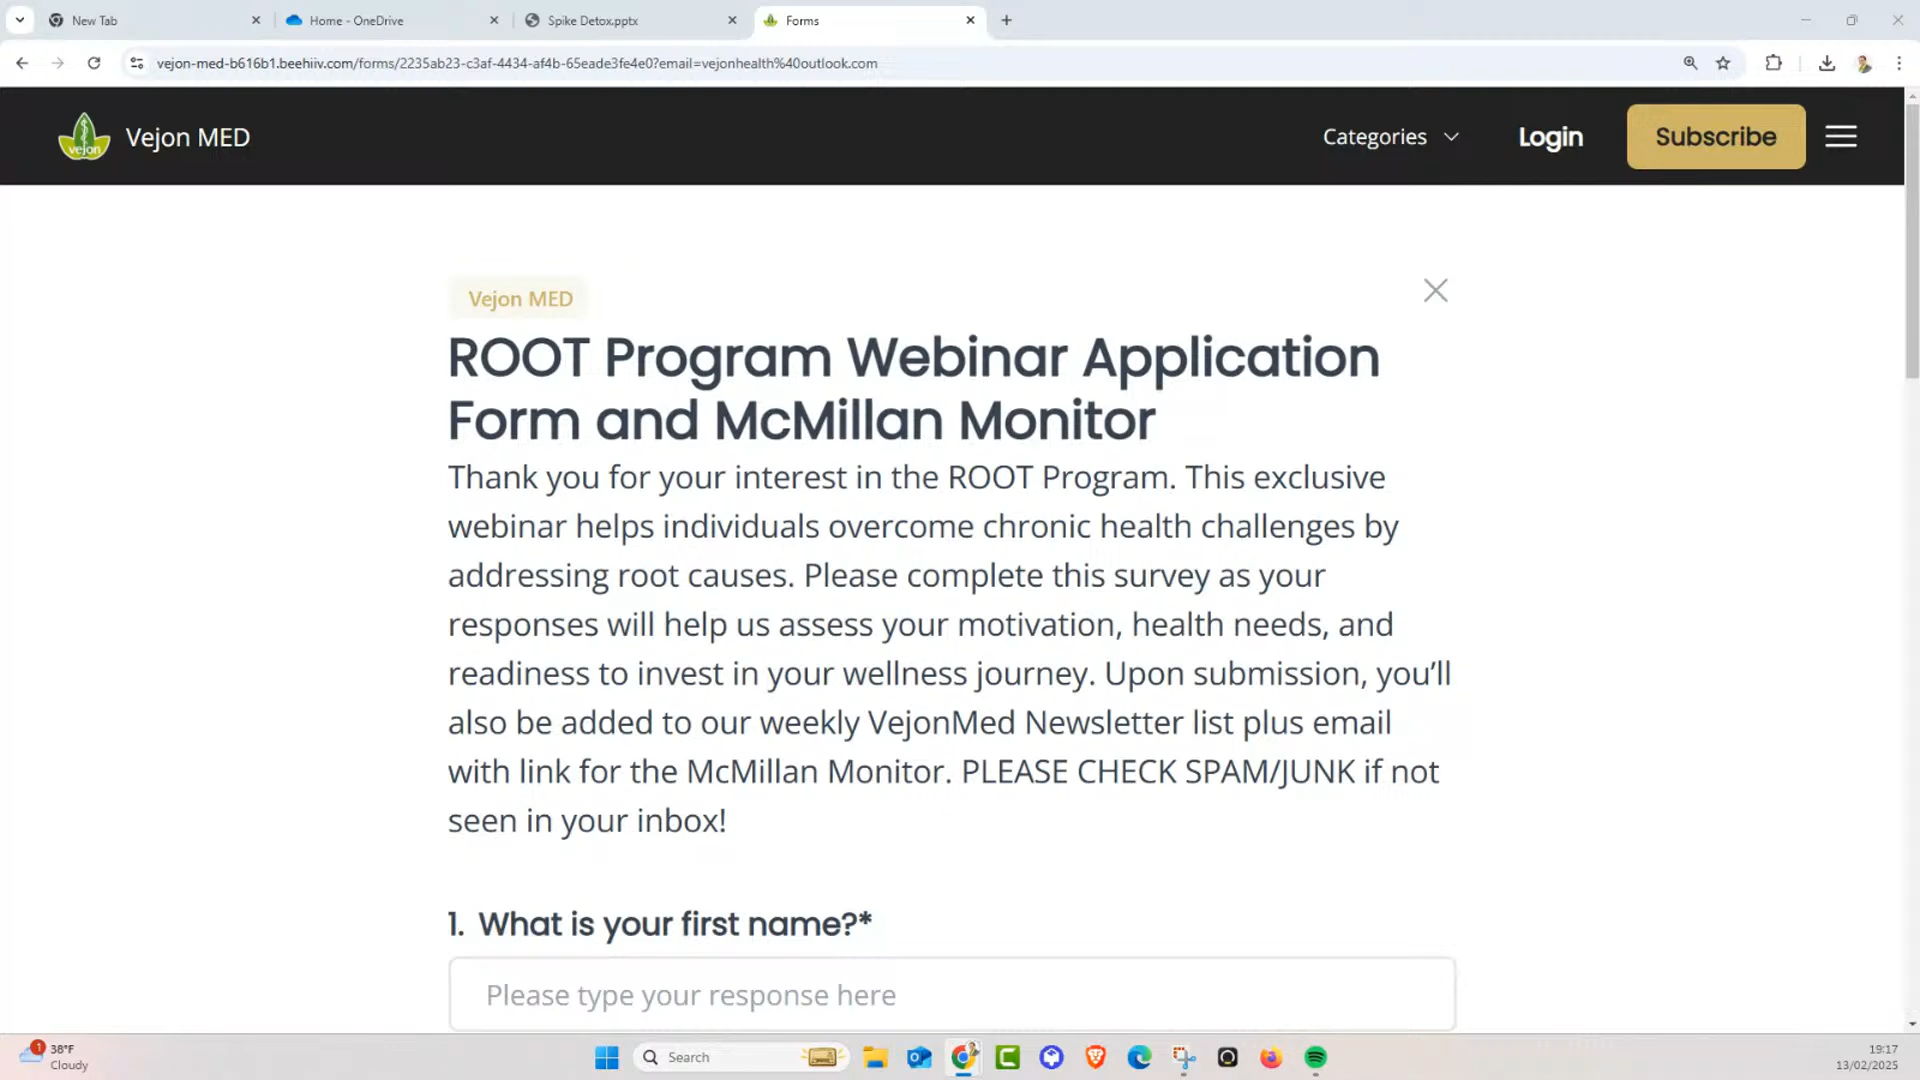 New Tab
Home - OneDrive
Spike Detox.pptx
Forms
vejon-med-b616b1.beehiiv.com/forms/2235ab23-c3af-4434-af4b-65eade3fe4e0?email=vejonhealth%40outlook.com
vejon
Vejon MED
Categories
Login
Subscribe
Vejon MED
ROOT Program Webinar Application
Form and McMillan Monitor
Thank you for your interest in the ROOT Program. This exclusive
webinar helps individuals overcome chronic health challenges by
addressing root causes. Please complete this survey as your
responses will help us assess your motivation, health needs, and
readiness to invest in your wellness journey. Upon submission, you’ll
also be added to our weekly VejonMed Newsletter list plus email
with link for the McMillan Monitor. PLEASE CHECK SPAM/JUNK if not
seen in your inbox!
1. What is your first name?*
Please type your response here
1
38°F
Cloudy
Search
19:17
13/02/2025